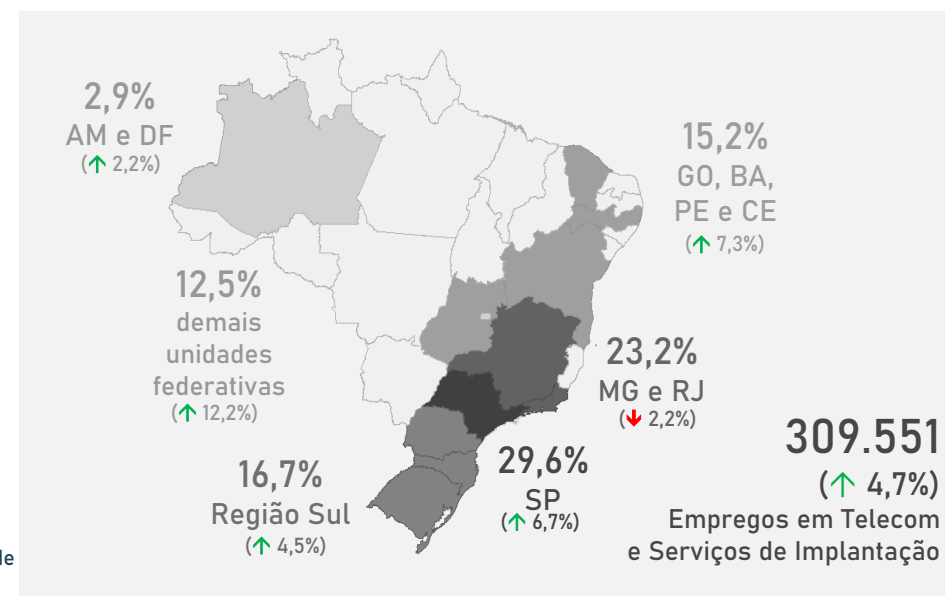 2,9%
AM e DF
(↑ 2,2%)
15,2%
GO, BA,
PE e CE
(↑ 7,3%)
12,5%
demais
unidades
federativas
(↑ 12,2%)
23,2%
MG e RJ
(↓ 2,2%)
16,7%
Região Sul
(↑ 4,5%)
29,6%
SP
(↑ 6,7%)
309.551
(↑ 4,7%)
Empregos em Telecom
e Serviços de Implantação